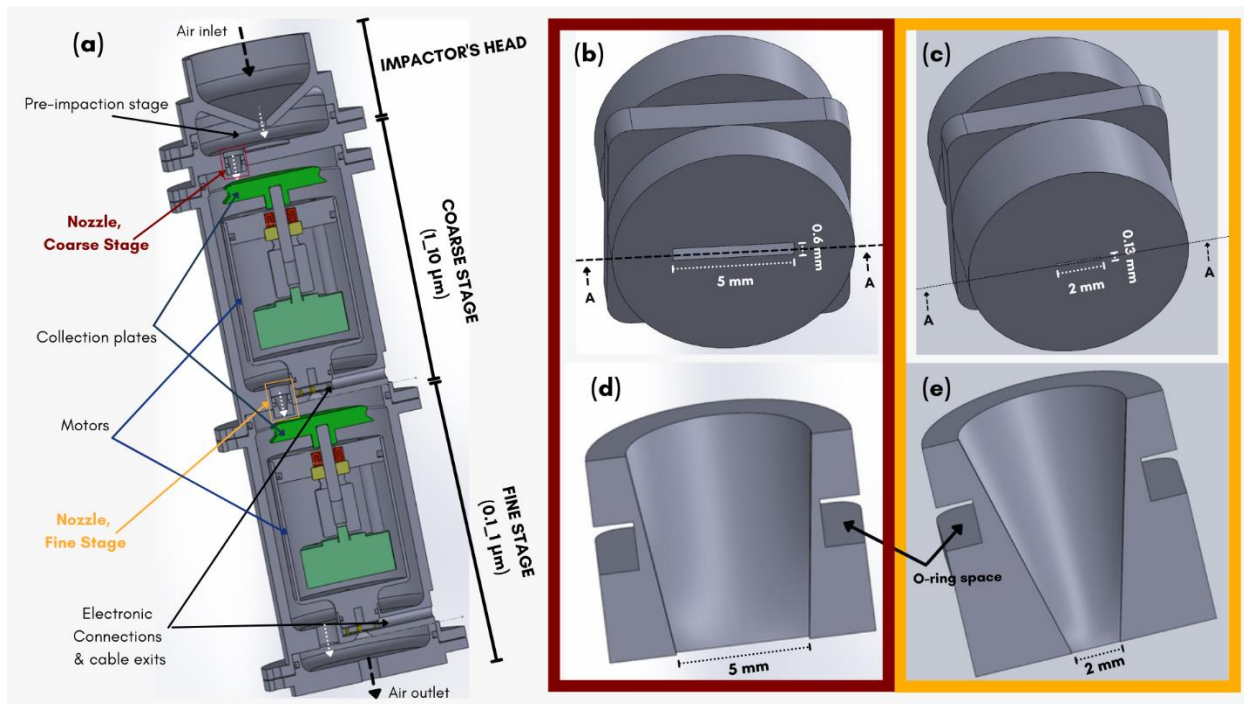 (a)
Air inlet
IMPACTOR'S HEAD
Pre-impaction stage
Nozzle,
Coarse Stage
COARSE STAGE
(1_10 µm)
Collection plates
Motors
Nozzle,
Fine Stage
FINE STAGE
(0.1_1 µm)
Electronic
Connections
& cable exits
Air outlet
(b)
0.6 mm
5 mm
A
A
(c)
0.13 mm
2 mm
A
A
(d)
O-ring space
5 mm
(e)
2 mm